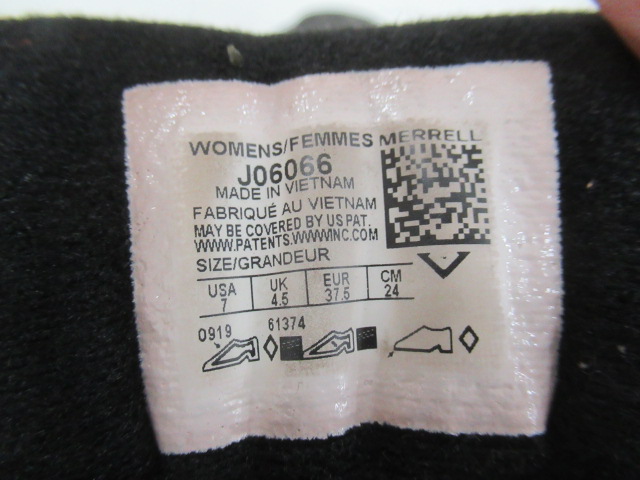 WOMENS/FEMMES MERRELL
J06066
MADE IN VIETNAM
FABRIQUÉ AU VIETNAM
MAY BE COVERED BY US PAT.
WWW.PATENTS.WWWINC.COM
SIZE/GRANDEUR
USA UK EUR CM
7 4.5 37.5 24
0919 61374